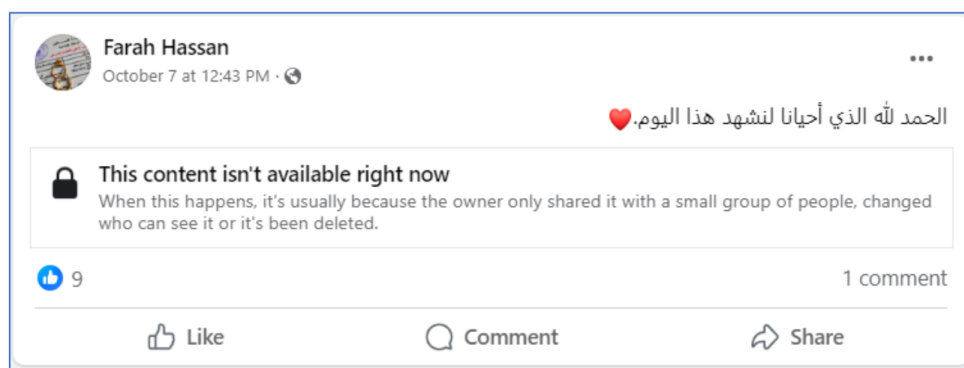 Farah Hassan
October 7 at 12:43 PM ·
الحمد لله الذي أحيانا لنشهد هذا اليوم.❤️
This content isn't available right now
When this happens, it's usually because the owner only shared it with a small group of people, changed
who can see it or it's been deleted.
9
1 comment
Like
Comment
Share